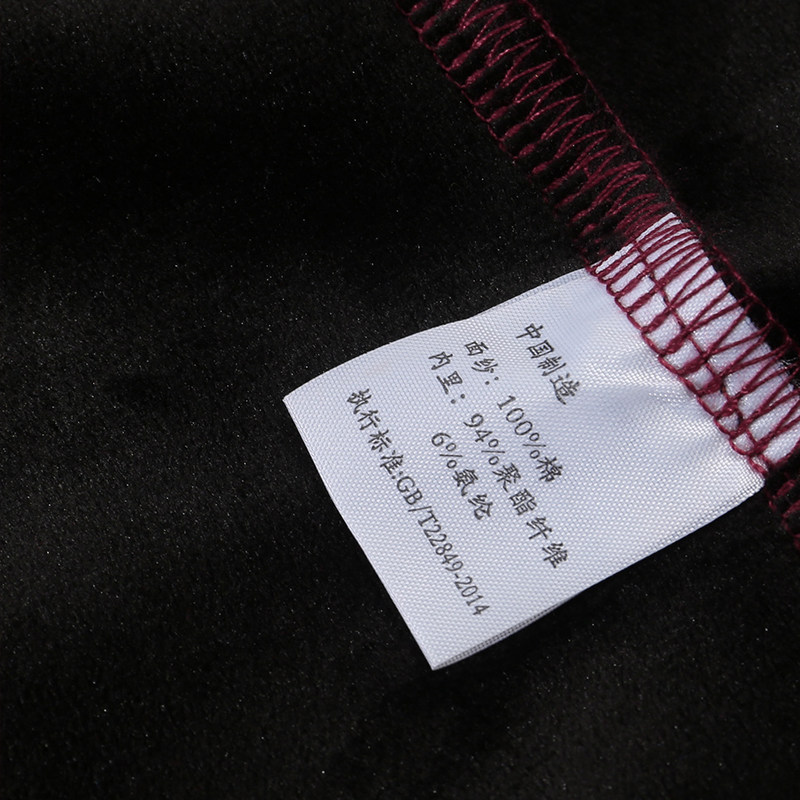 中国制造
面纱：100%棉
内里：94%聚酯纤维
6%氨纶
执行标准:GB/T22849-2014